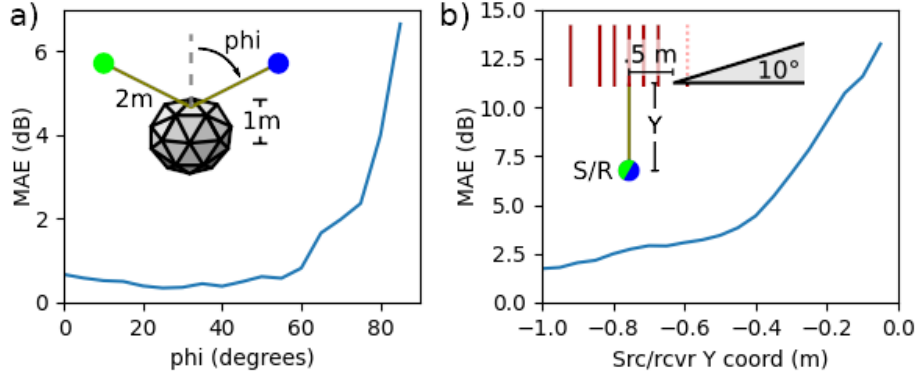 a)
phi
2m
1m
MAE (dB)
6
4
2
0
0 20 40 60 80
phi (degrees)
b)
.5 m
10°
Y
S/R
MAE (dB)
15.0
12.5
10.0
7.5
5.0
2.5
0.0
−1.0 −0.8 −0.6 −0.4 −0.2 0.0
Src/rcvr Y coord (m)